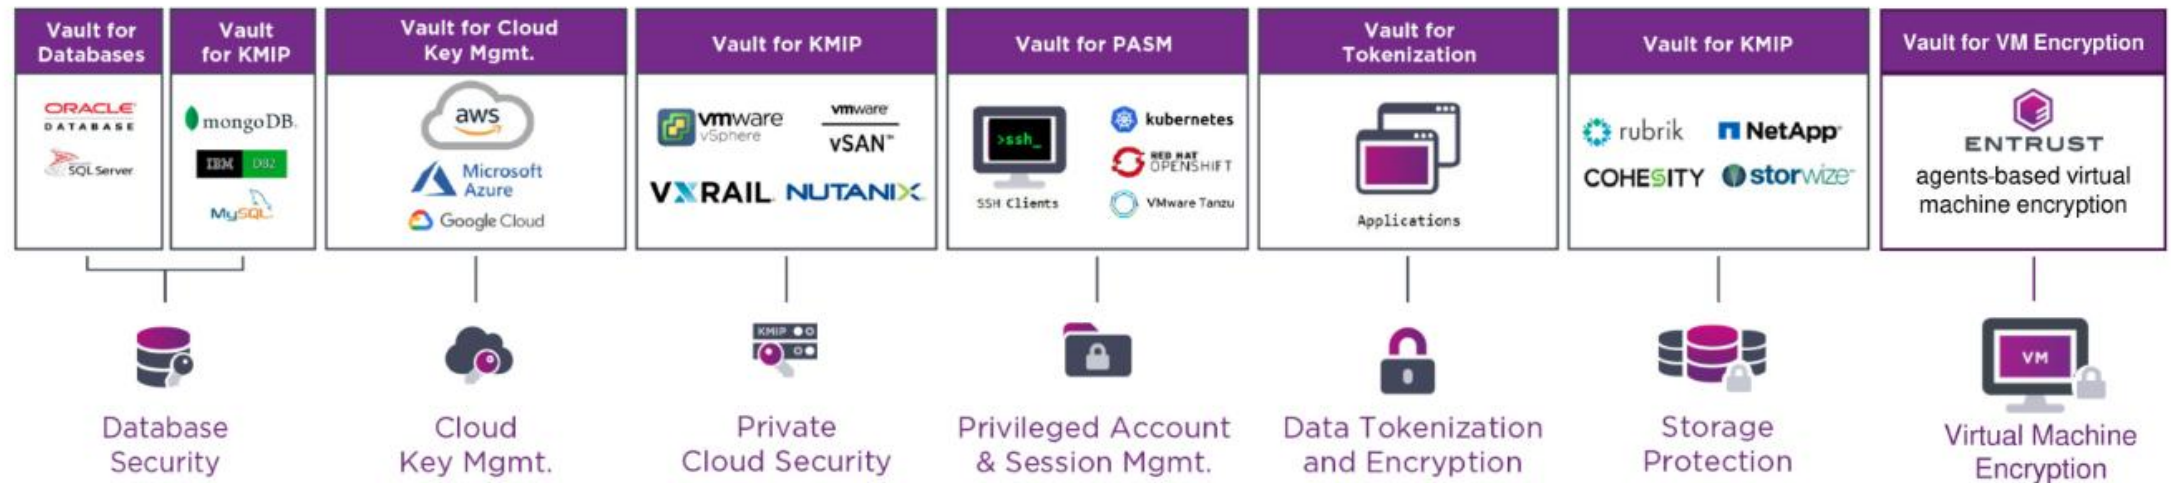 Vault for
Databases
ORACLE
DATABASE
SQL Server
Vault
for KMIP
mongoDB.
IBM DB2
MySQL
Vault for Cloud
Key Mgmt.
aws
Microsoft
Azure
Google Cloud
Vault for KMIP
vmware
vSphere
vmware
vSAN™
VXRAIL
NUTANIX
Vault for PASM
>ssh_
SSH Clients
kubernetes
RED HAT
OPENSHIFT
VMware Tanzu
Vault for
Tokenization
Applications
Vault for KMIP
rubrik
NetApp
COHESITY
storwize
Vault for VM Encryption
ENTRUST
agents-based virtual
machine encryption
Database
Security
Cloud
Key Mgmt.
KMIP
Private
Cloud Security
Privileged Account
& Session Mgmt.
Data Tokenization
and Encryption
Storage
Protection
VM
Virtual Machine
Encryption